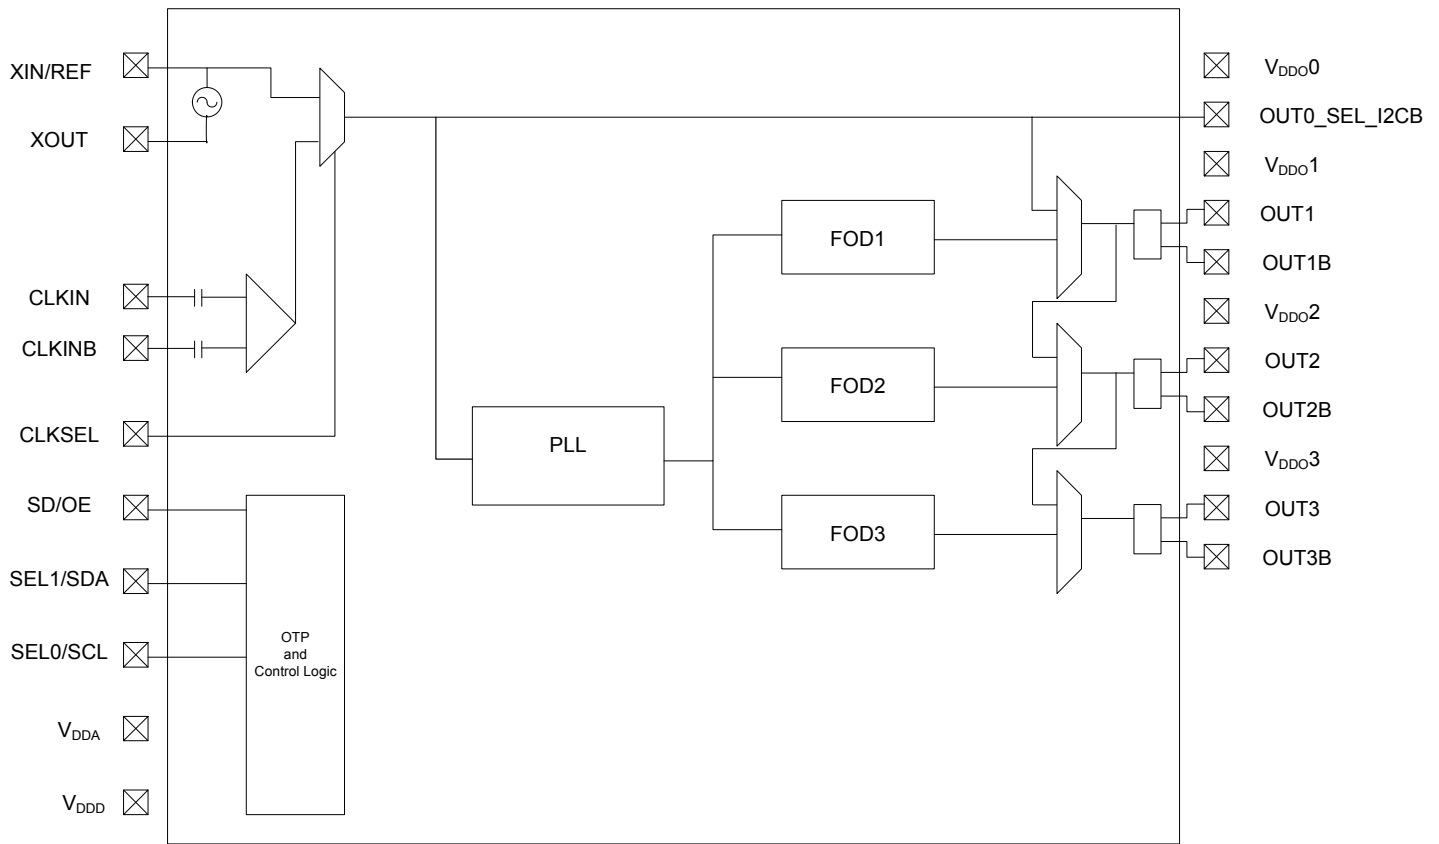 XIN/REF
XOUT
CLKIN
CLKINB
CLKSEL
SD/OE
SEL1/SDA
SEL0/SCL
VDDA
VDDD
OTP
and
Control Logic
PLL
FOD1
FOD2
FOD3
VDDO0
OUT0_SEL_I2CB
VDDO1
OUT1
OUT1B
VDDO2
OUT2
OUT2B
VDDO3
OUT3
OUT3B